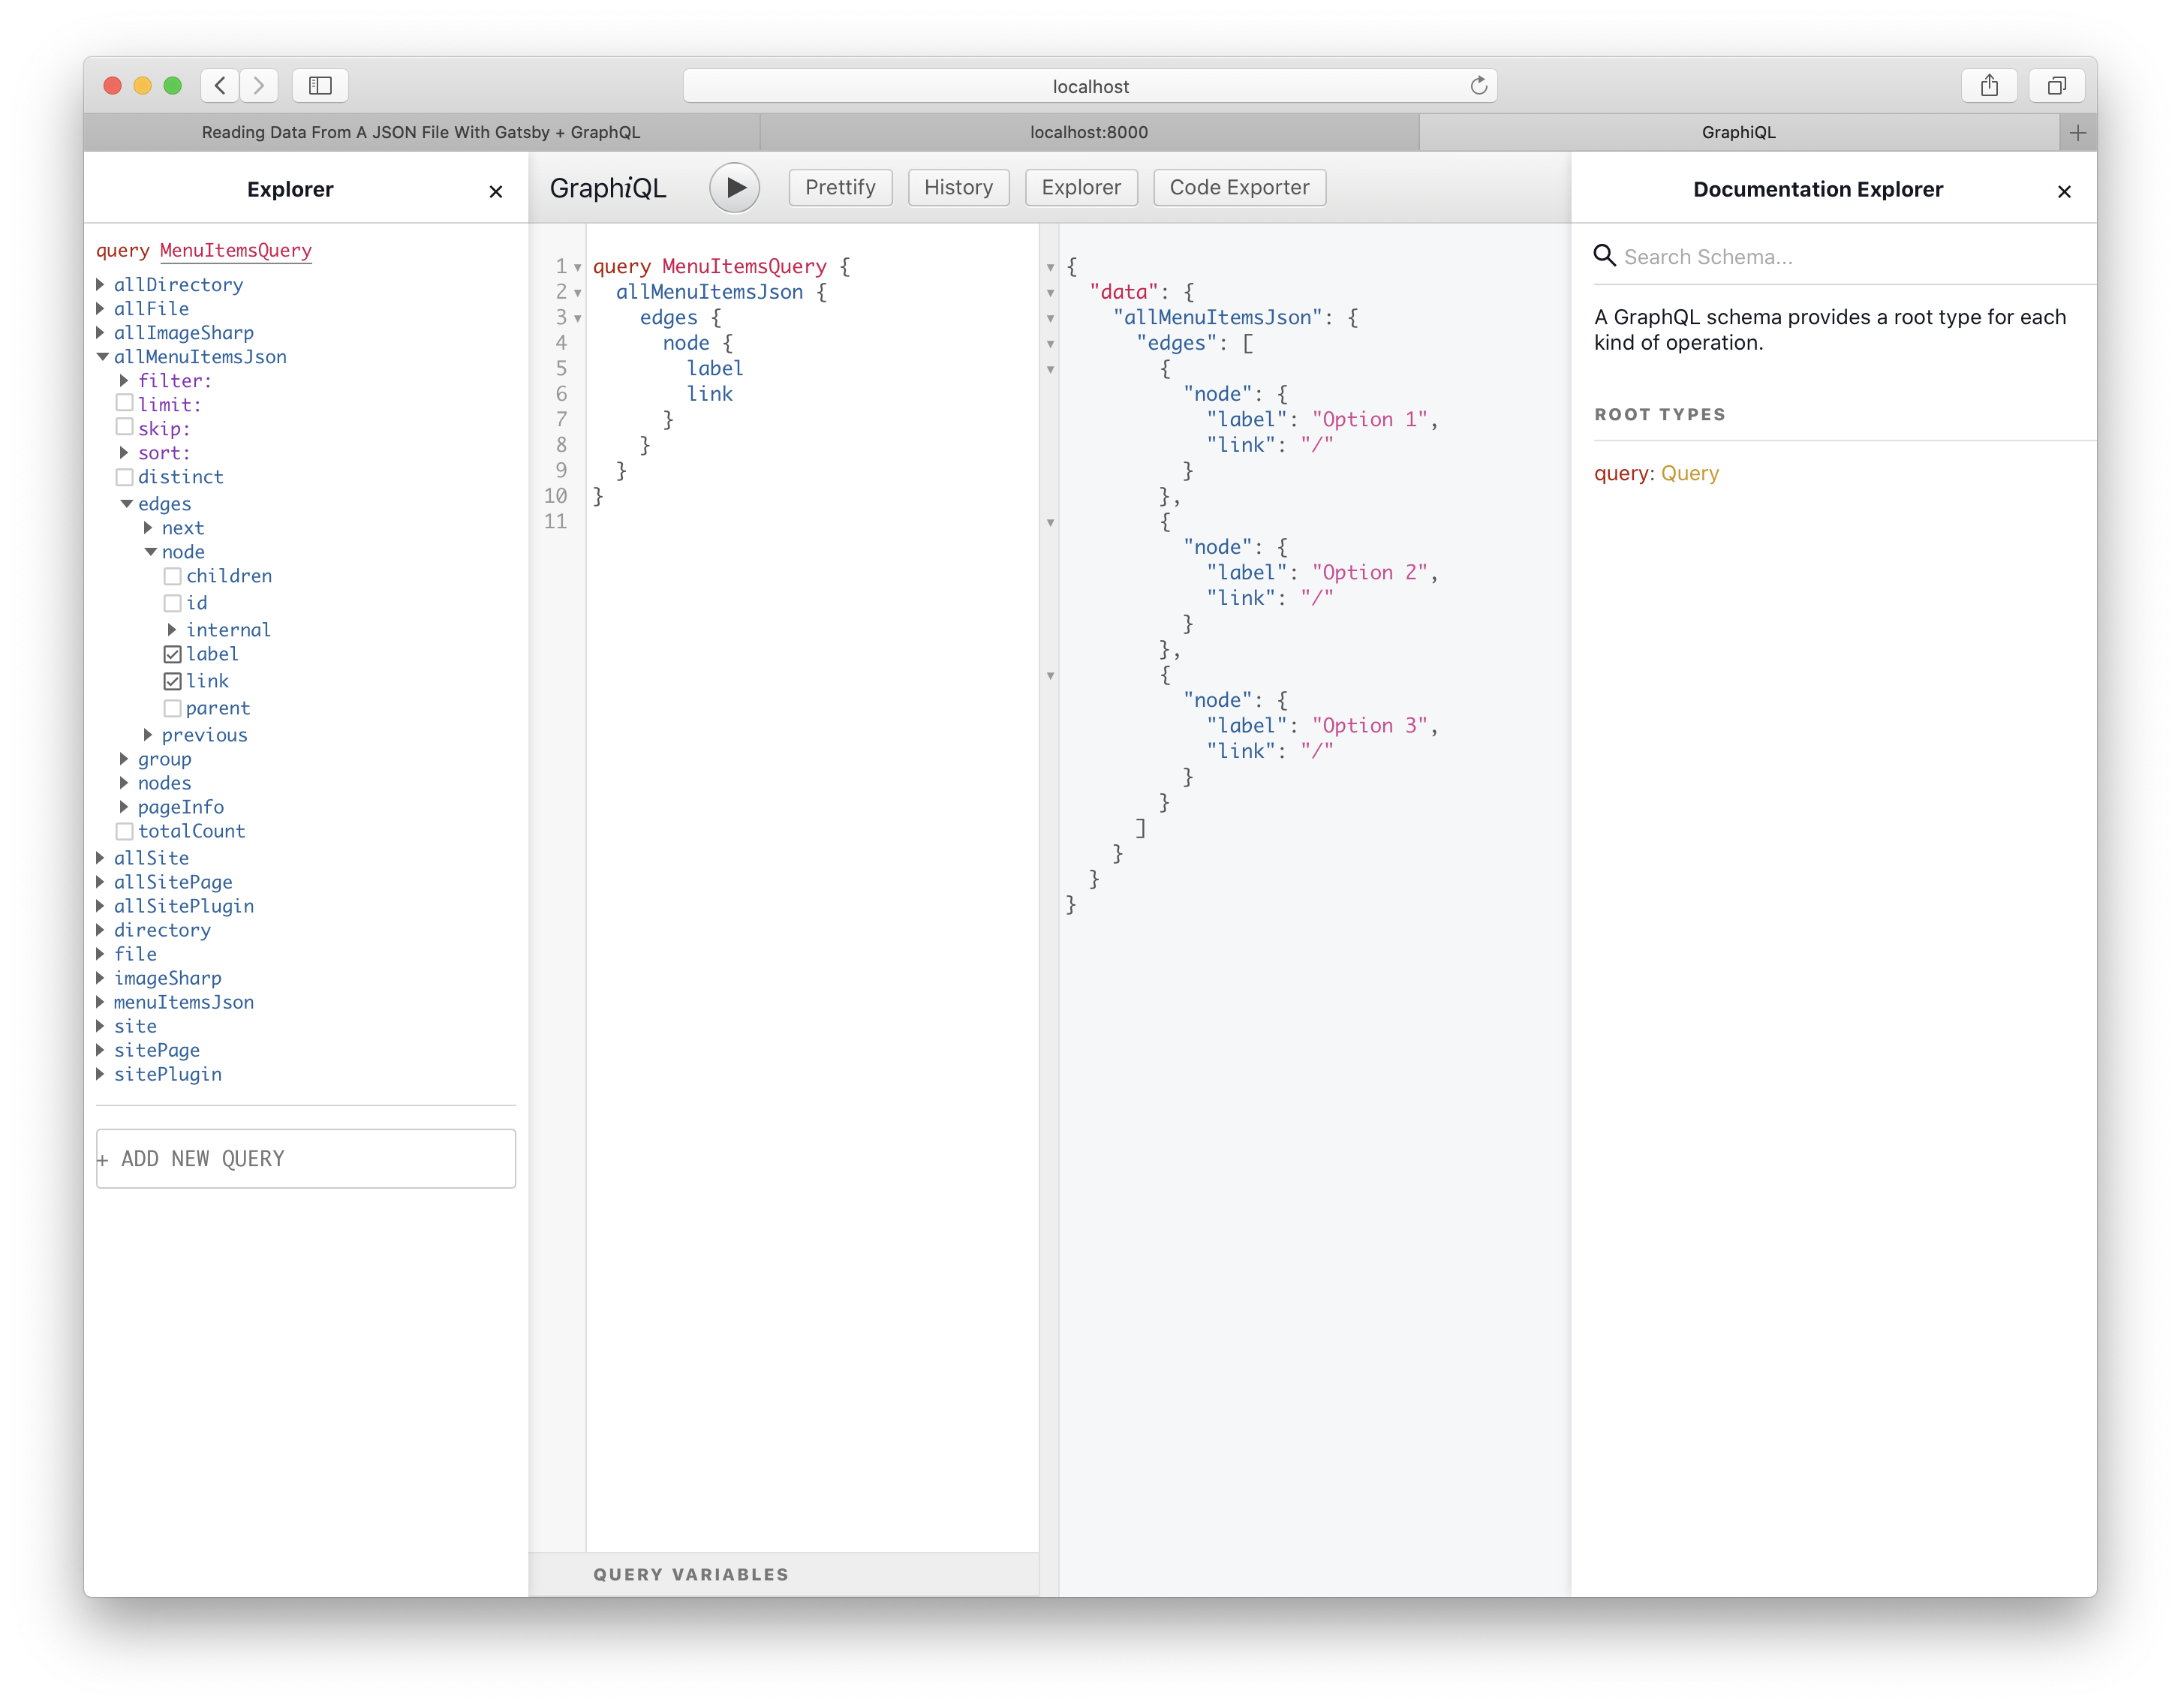 localhost
Reading Data From A JSON File With Gatsby + GraphQL
localhost:8000
GraphiQL
Explorer
query MenuItemsQuery
allDirectory
allFile
allImageSharp
allMenuItemsJson
filter:
limit:
skip:
sort:
distinct
edges
next
node
children
id
internal
label
link
parent
previous
group
nodes
pageInfo
totalCount
allSite
allSitePage
allSitePlugin
directory
file
imageSharp
menuItemsJson
site
sitePage
sitePlugin
+ ADD NEW QUERY
GraphiQL
Prettify
History
Explorer
Code Exporter
1 query MenuItemsQuery {
2 allMenuItemsJson {
3 edges {
4 node {
5 label
6 link
7 }
8 }
9 }
10 }
11
QUERY VARIABLES
{
"data": {
"allMenuItemsJson": {
"edges": [
{
"node": {
"label": "Option 1",
"link": "/"
}
},
{
"node": {
"label": "Option 2",
"link": "/"
}
},
{
"node": {
"label": "Option 3",
"link": "/"
}
}
]
}
}
}
Documentation Explorer
Search Schema...
A GraphQL schema provides a root type for each
kind of operation.
ROOT TYPES
query: Query